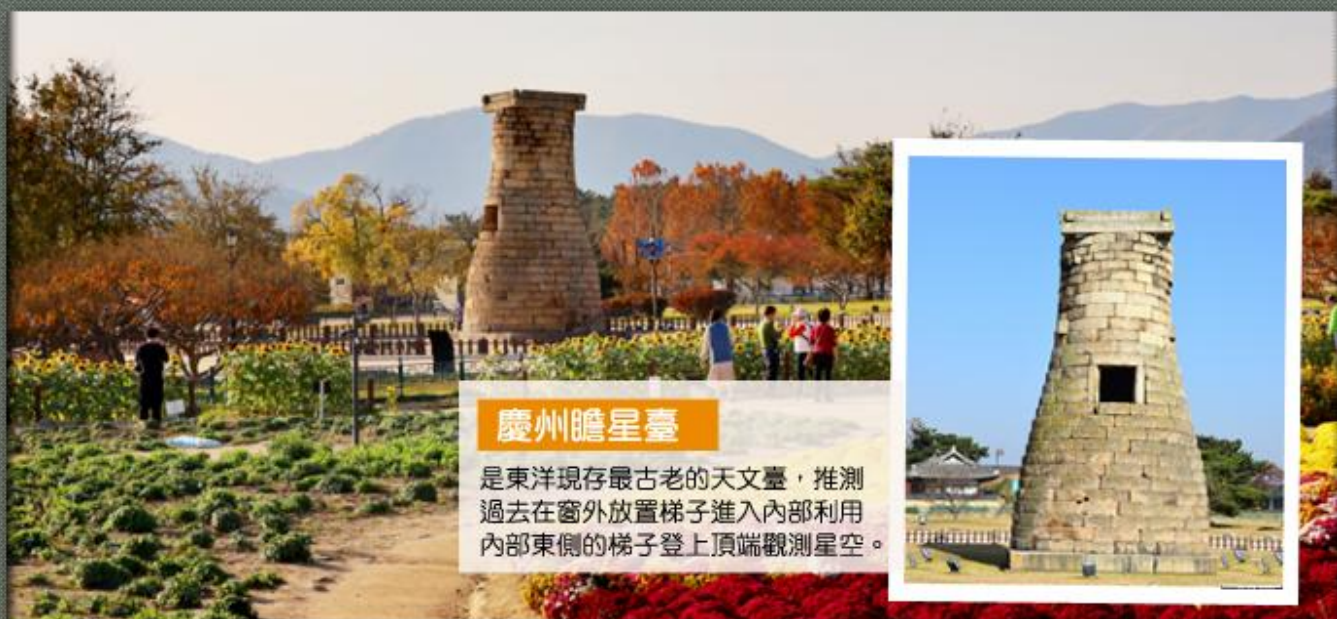 慶州瞻星臺
是東洋現存最古老的天文臺，推測
過去在窗外放置梯子進入內部利用
內部東側的梯子登上頂端觀測星空。